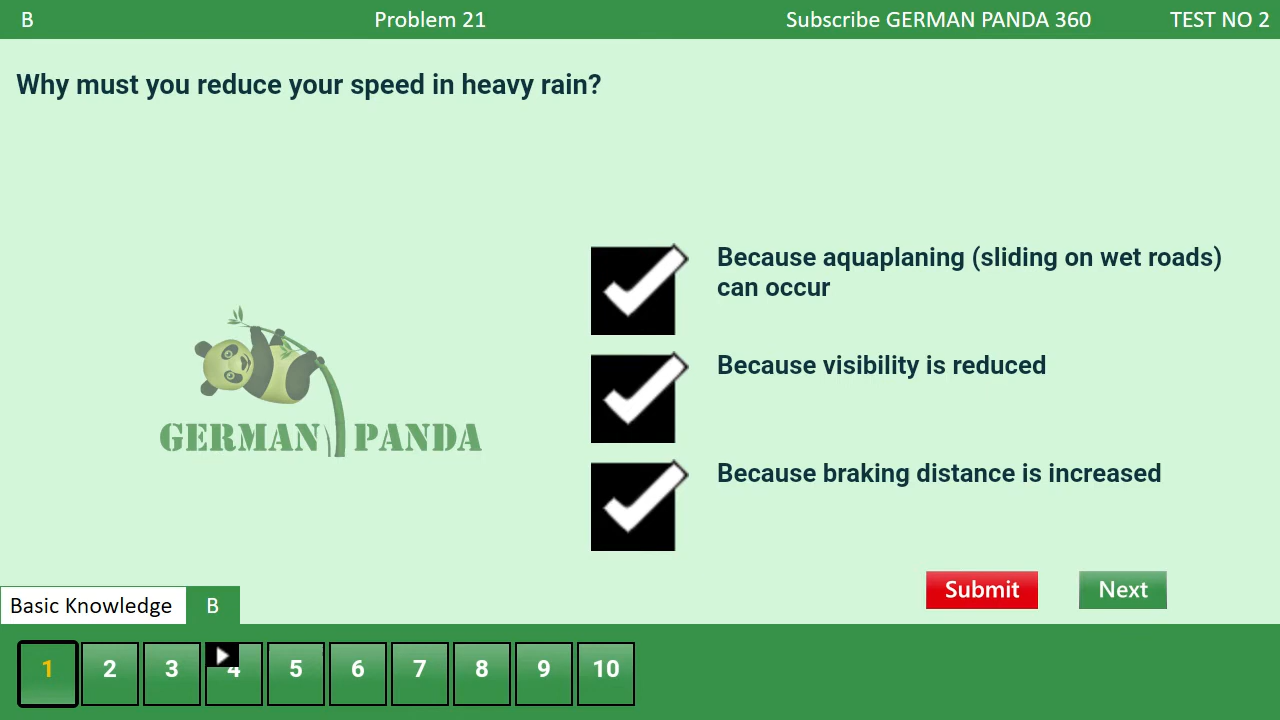 B
Problem 21
Subscribe GERMAN PANDA 360
TEST NO 2
Why must you reduce your speed in heavy rain?
Because aquaplaning (sliding on wet roads)
can occur
Because visibility is reduced
Because braking distance is increased
GERMAN PANDA
Submit
Next
Basic Knowledge
B
1
2
3
4
5
6
7
8
9
10